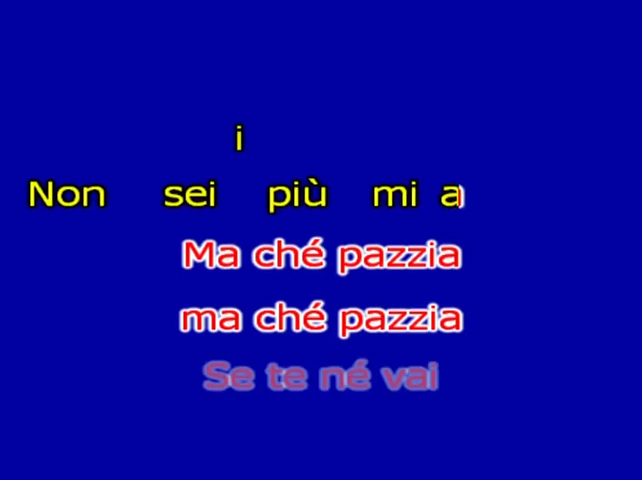 i
Non sei più mi a
Ma ché pazzia
ma ché pazzia
Se te né vai